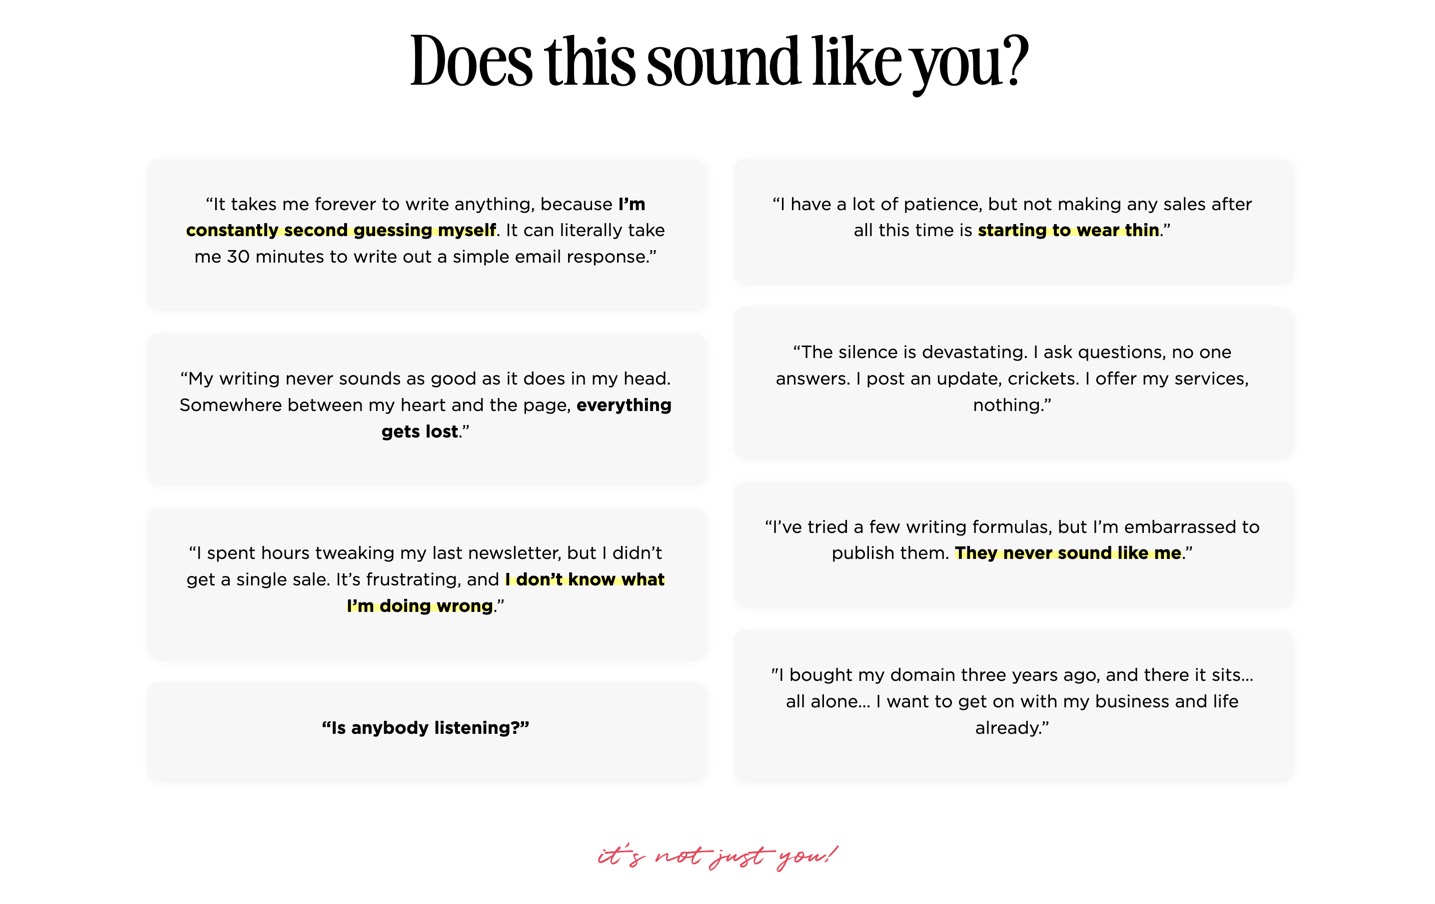 Does this sound like you?
“It takes me forever to write anything, because I’m
constantly second guessing myself. It can literally take
me 30 minutes to write out a simple email response.”
“My writing never sounds as good as it does in my head.
Somewhere between my heart and the page, everything
gets lost.”
“I spent hours tweaking my last newsletter, but I didn’t
get a single sale. It’s frustrating, and I don’t know what
I’m doing wrong.”
“Is anybody listening?”
“I have a lot of patience, but not making any sales after
all this time is starting to wear thin.”
“The silence is devastating. I ask questions, no one
answers. I post an update, crickets. I offer my services,
nothing.”
“I’ve tried a few writing formulas, but I’m embarrassed to
publish them. They never sound like me.”
"I bought my domain three years ago, and there it sits...
all alone... I want to get on with my business and life
already.”
it's not just you!